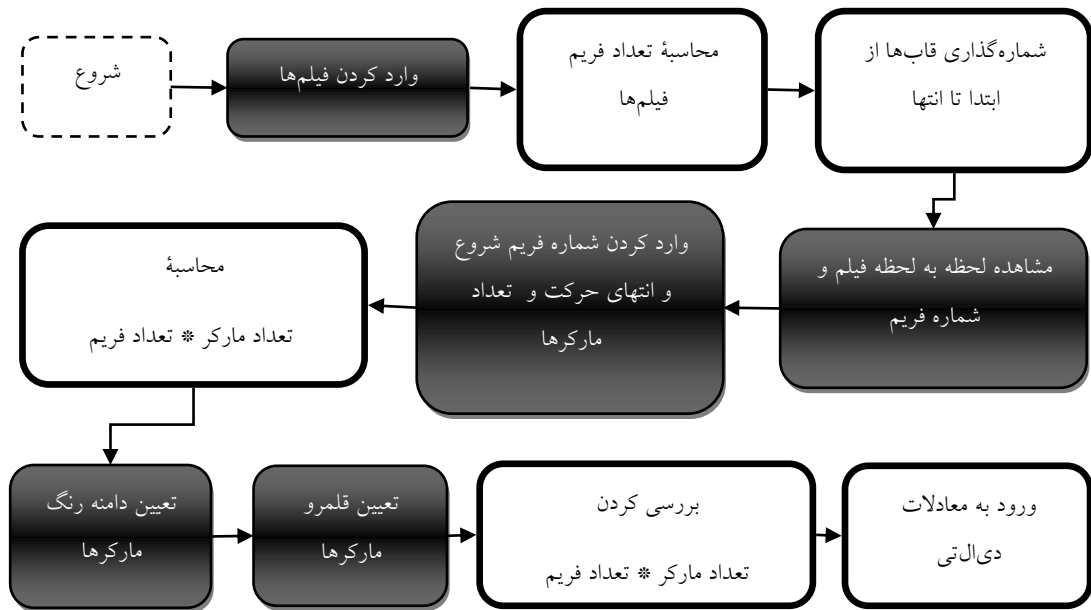 شروع
وارد کردن فیلم‌ها
محاسبهٔ تعداد فریم
فیلم‌ها
شماره‌گذاری قاب‌ها از
ابتدا تا انتها
مشاهده لحظه به لحظه فیلم و
شماره فریم
وارد کردن شماره فریم شروع
و انتهای حرکت و تعداد
مارکرها
محاسبهٔ
تعداد مارکر * تعداد فریم
تعیین دامنه رنگ
مارکرها
تعیین قلمرو
مارکرها
بررسی کردن
تعداد مارکر * تعداد فریم
ورود به معادلات
دی‌ال‌تی